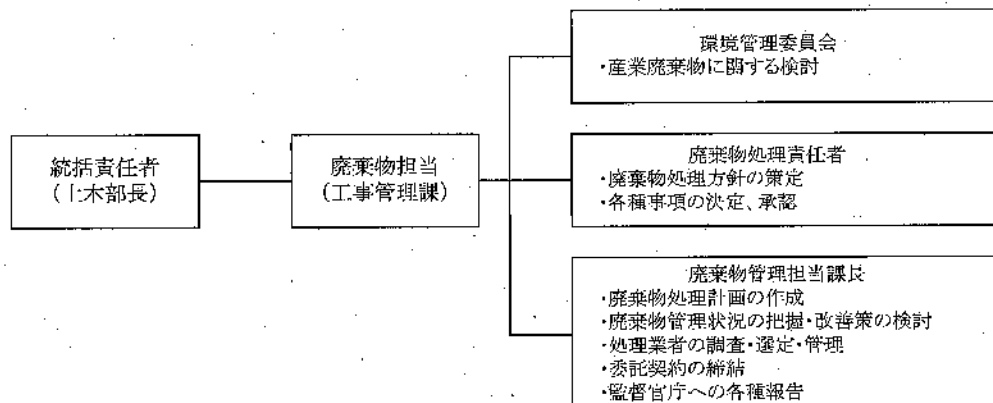 統括責任者
（土木部長）
廃棄物担当
（工事管理課）
環境管理委員会
・産業廃棄物に関する検討
廃棄物処理責任者
・廃棄物処理方針の策定
・各種事項の決定、承認
廃棄物管理担当課長
・廃棄物処理計画の作成
・廃棄物管理状況の把握・改善策の検討
・処理業者の調査・選定・管理
・委託契約の締結
・監督官庁への各種報告